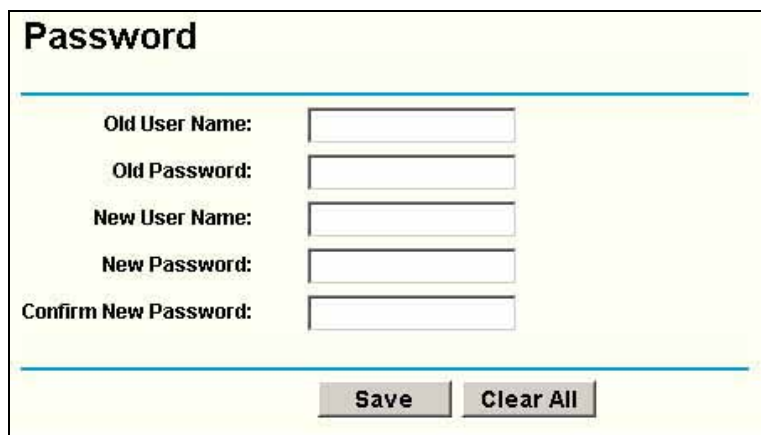 Password
Old User Name:
Old Password:
New User Name:
New Password:
Confirm New Password:
Save Clear All